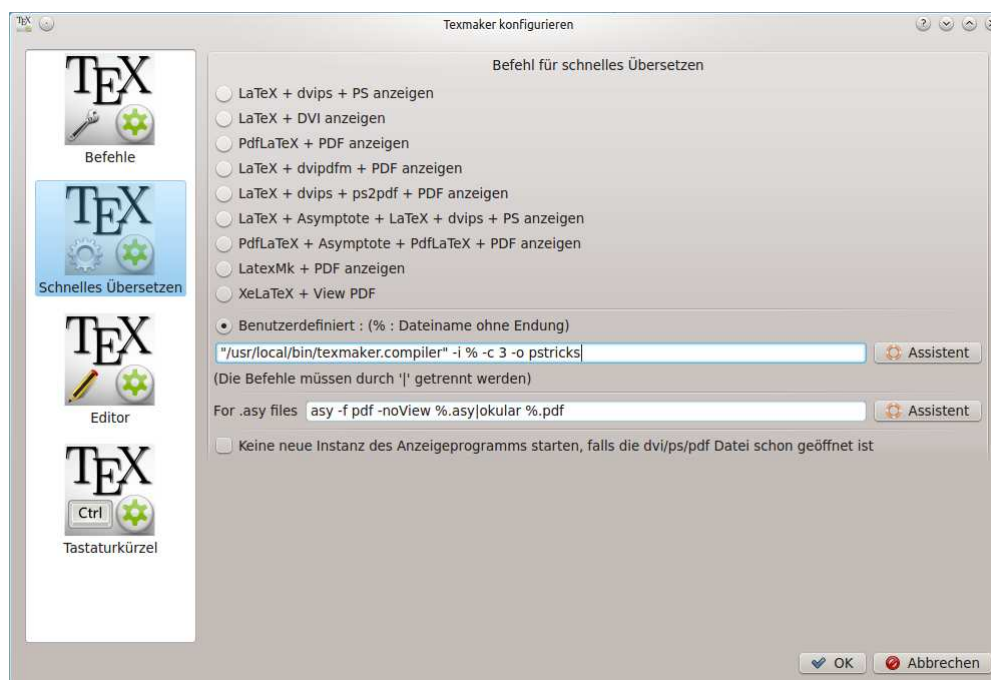 TEX
Texmaker konfigurieren
TEX
Befehle
TEX
Schnelles Übersetzen
TEX
Editor
TEX
Ctrl
Tastaturkürzel
Befehl für schnelles Übersetzen
LaTeX + dvips + PS anzeigen
LaTeX + DVI anzeigen
PdfLaTeX + PDF anzeigen
LaTeX + dvipdfm + PDF anzeigen
LaTeX + dvips + ps2pdf + PDF anzeigen
LaTeX + Asymptote + LaTeX + dvips + PS anzeigen
PdfLaTeX + Asymptote + PdfLaTeX + PDF anzeigen
LatexMk + PDF anzeigen
XeLaTeX + View PDF
Benutzerdefiniert : (% : Dateiname ohne Endung)
"/usr/local/bin/texmaker.compiler" -i % -c 3 -o pstricks
Assistent
(Die Befehle müssen durch '|' getrennt werden)
For .asy files asy -f pdf -noView %.asy|okular %.pdf
Assistent
Keine neue Instanz des Anzeigeprogramms starten, falls die dvi/ps/pdf Datei schon geöffnet ist
OK
Abbrechen